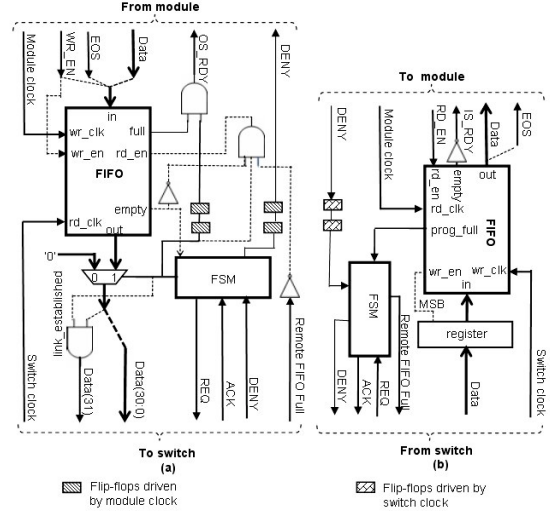 From module
Module clock
WR_EN
EOS
Data
OS_RDY
DENY
in
wr_clk
full
wr_en
rd_en
FIFO
empty
rd_clk
out
'0'
0 1
FSM
link_established
Switch clock
Data(31)
Data(30:0)
REQ
ACK
DENY
Remote FIFO Full
To switch
(a)
Flip-flops driven
by module clock
To module
DENY
Module clock
RD_EN
IS_RDY
Data
EOS
rd_en
empty
out
rd_clk
FIFO
prog_full
wr_en
wr_clk
in
MSB
FSM
register
DENY
ACK
REQ
Remote FIFO Full
Data
Switch clock
From switch
(b)
Flip-flops driven by
switch clock